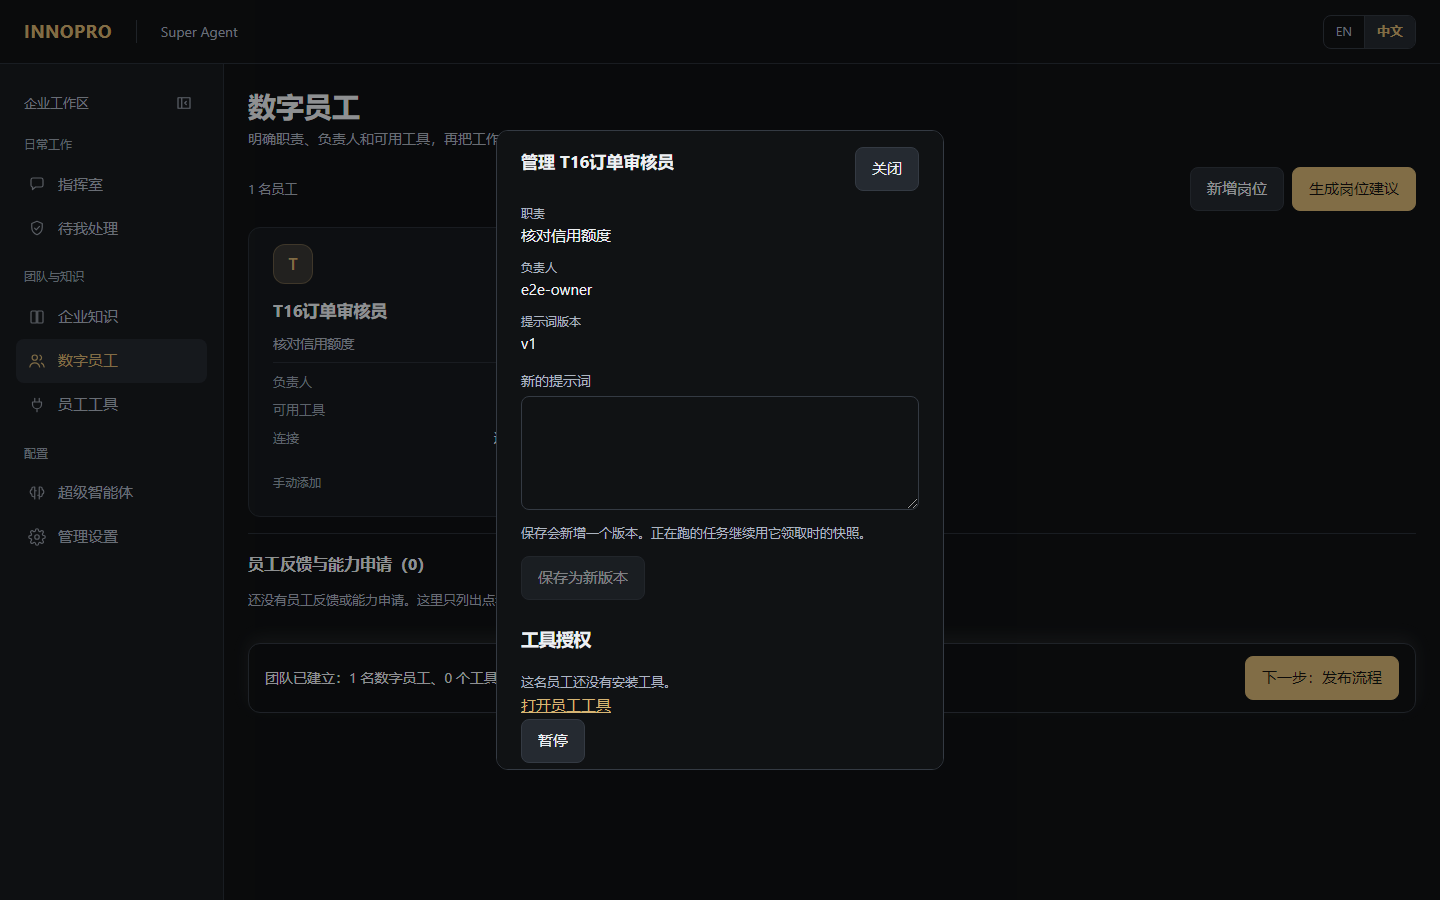 INNOPRO
Super Agent
EN
中文
企业工作区
日常工作
指挥室
待我处理
团队与知识
企业知识
数字员工
员工工具
配置
超级智能体
管理设置
数字员工
明确职责、负责人和可用工具，再把工作
1 名员工
新增岗位
生成岗位建议
T
T16订单审核员
核对信用额度
负责人
可用工具
连接
手动添加
员工反馈与能力申请（0）
还没有员工反馈或能力申请。这里只列出点
团队已建立：1 名数字员工、0 个工具
下一步：发布流程
管理 T16订单审核员
关闭
职责
核对信用额度
负责人
e2e-owner
提示词版本
v1
新的提示词
保存会新增一个版本。正在跑的任务继续用它领取时的快照。
保存为新版本
工具授权
这名员工还没有安装工具。
打开员工工具
暂停